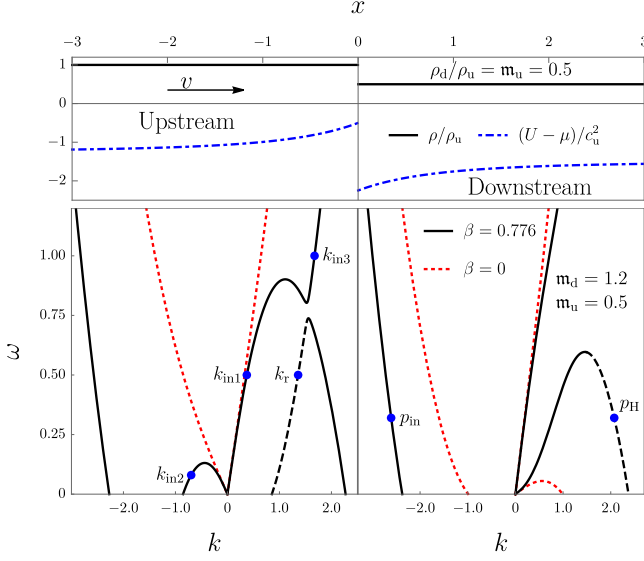 x
−3 −2 −1 0 1 2 3
1
0
−1
−2
v
Upstream
ρd/ρu = 𝔪u = 0.5
ρ/ρu (U − μ)/c²u
Downstream
1.00
0.75
0.50
0.25
0
ω
kin3
kin1
kr
kin2
β = 0.776
β = 0
𝔪d = 1.2
𝔪u = 0.5
pin
pH
−2.0 −1.0 0 1.0 2.0
−2.0 −1.0 0 1.0 2.0
k k